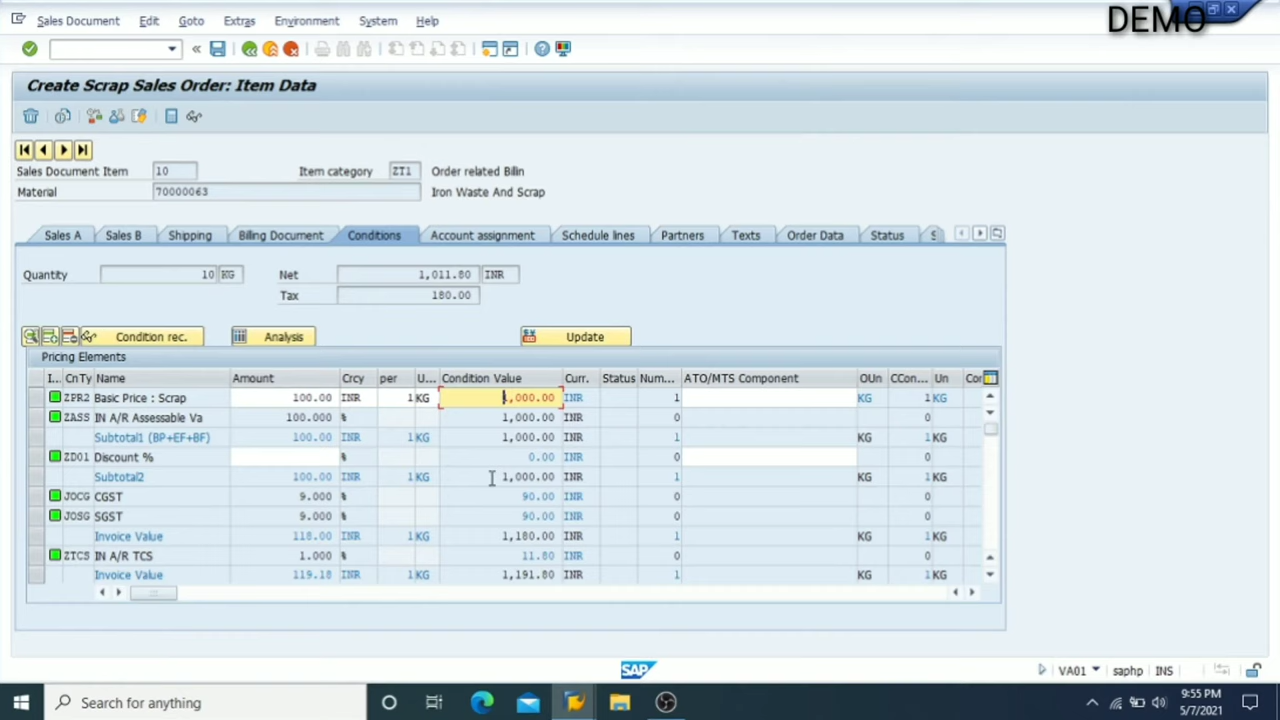 DEMO
Sales Document Edit Goto Extras Environment System Help
Create Scrap Sales Order: Item Data
Sales Document Item 10 Item category ZT1 Order related Billin
Material 70000063 Iron Waste And Scrap
Sales A Sales B Shipping Billing Document Conditions Account assignment Schedule lines Partners Texts Order Data Status S
Quantity 10 KG Net 1,011.80 INR
Tax 180.00
Condition rec. Analysis Update
Pricing Elements
I... CnTy Name Amount Crcy per U... Condition Value Curr. Status Num... ATO/MTS Component OUn CCon... Un Co
ZPR2 Basic Price : Scrap 100.00 INR 1 KG 1,000.00 INR 1 KG 1 KG
ZASS IN A/R Assessable Va 100.000 % 1,000.00 INR 0 0
Subtotal1 (BP+EF+BF) 100.00 INR 1 KG 1,000.00 INR 1 KG 1 KG
ZD01 Discount % % 0.00 INR 0 0
Subtotal2 100.00 INR 1 KG 1,000.00 INR 1 KG 1 KG
JOCG CGST 9.000 % 90.00 INR 0 0
JOSG SGST 9.000 % 90.00 INR 0 0
Invoice Value 118.00 INR 1 KG 1,180.00 INR 1 KG 1 KG
ZTCS IN A/R TCS 1.000 % 11.80 INR 0 0
Invoice Value 119.18 INR 1 KG 1,191.80 INR 1 KG 1 KG
SAP VA01 saphp INS
Search for anything
9:55 PM
5/7/2021